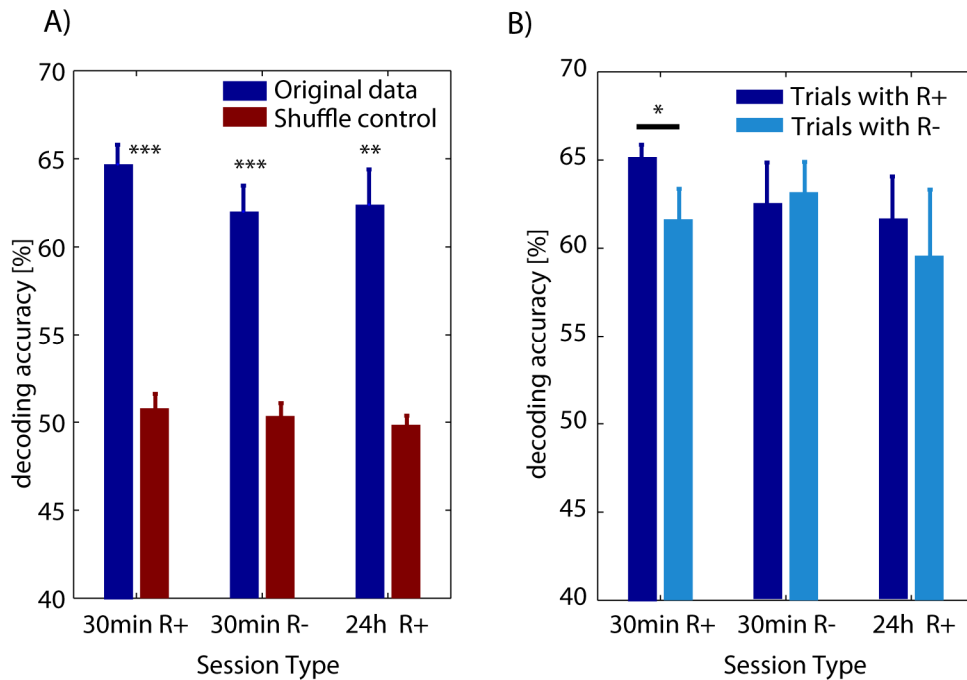 A)
70
65
60
55
50
45
40
decoding accuracy [%]
Original data
Shuffle control
***
***
**
30min R+ 30min R- 24h R+
Session Type
B)
70
65
60
55
50
45
40
decoding accuracy [%]
Trials with R+
Trials with R-
*
30min R+ 30min R- 24h R+
Session Type